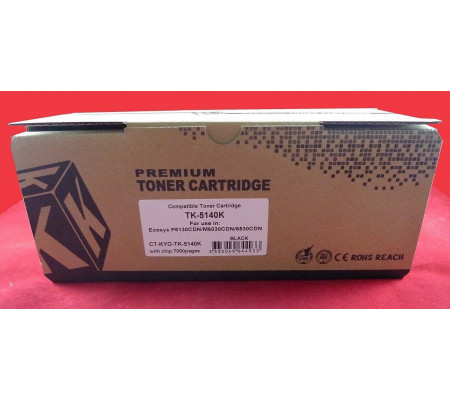 PREMIUM
TONER CARTRIDGE
Compatible Toner Cartridge
TK-5140K
For use in:
Ecosys P6130CDN/M6030CDN/6530CDN
BLACK
CT-KYO-TK-5140K
with chip 7000pages
CE ROHS REACH
K
K
K